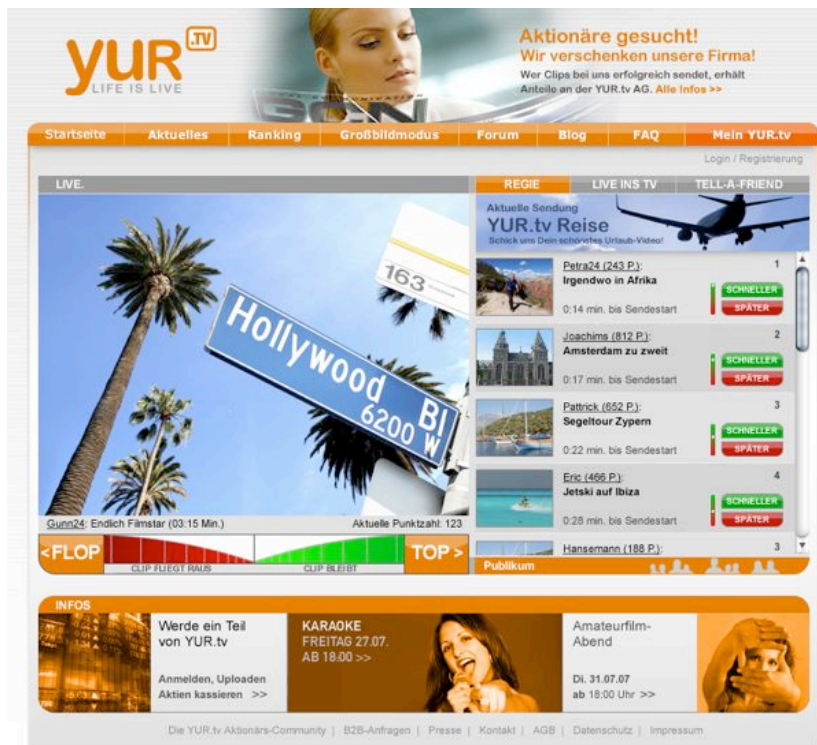 yUR .TV
LIFE IS LIVE
Aktionäre gesucht!
Wir verschenken unsere Firma!
Wer Clips bei uns erfolgreich sendet, erhält
Anteile an der YUR.tv AG. Alle Infos >>
Startseite Aktuelles Ranking Großbildmodus Forum Blog FAQ Mein YUR.tv
Login / Registrierung
LIVE.
REGIE LIVE INS TV TELL-A-FRIEND
Aktuelle Sendung
YUR.tv Reise
Schick uns Dein schönstes Urlaub-Video!
163
Hollywood Bl
6200 W
Petra24 (243 P.): 1
Irgendwo in Afrika
SCHNELLER
0:14 min. bis Sendestart SPÄTER
Joachims (812 P.): 2
Amsterdam zu zweit
SCHNELLER
0:17 min. bis Sendestart SPÄTER
Pattrick (652 P.): 3
Segeltour Zypern
SCHNELLER
0:22 min. bis Sendestart SPÄTER
Eric (466 P.): 4
Jetski auf Ibiza
SCHNELLER
0:28 min. bis Sendestart SPÄTER
Hansemann (188 P.): 3
Gunn24: Endlich Filmstar (03:15 Min.) Aktuelle Punktzahl: 123
<FLOP TOP >
CLIP FLIEGT RAUS CLIP BLEIBT
Publikum
INFOS
Werde ein Teil
von YUR.tv
Anmelden, Uploaden
Aktien kassieren >>
KARAOKE
FREITAG 27.07.
AB 18:00 >>
Amateurfilm-
Abend
Di. 31.07.07
ab 18:00 Uhr >>
Die YUR.tv Aktionärs-Community | B2B-Anfragen | Presse | Kontakt | AGB | Datenschutz | Impressum